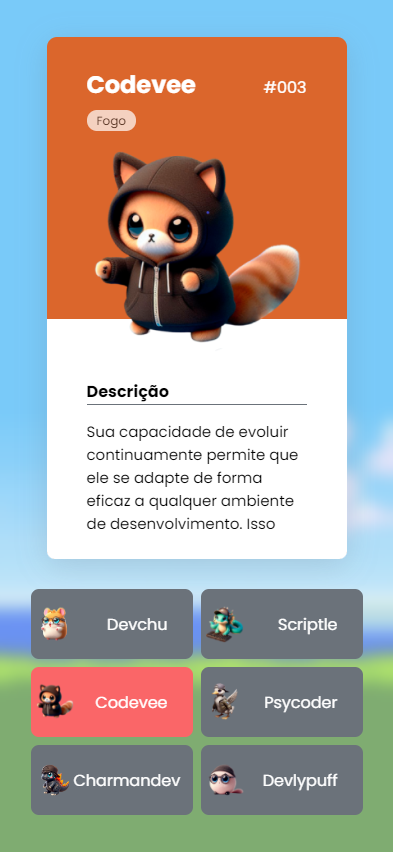 Codevee
#003
Fogo
Descrição
Sua capacidade de evoluir
continuamente permite que
ele se adapte de forma
eficaz a qualquer ambiente
de desenvolvimento. Isso
Devchu
Scriptle
Codevee
Psycoder
Charmandev
Devlypuff